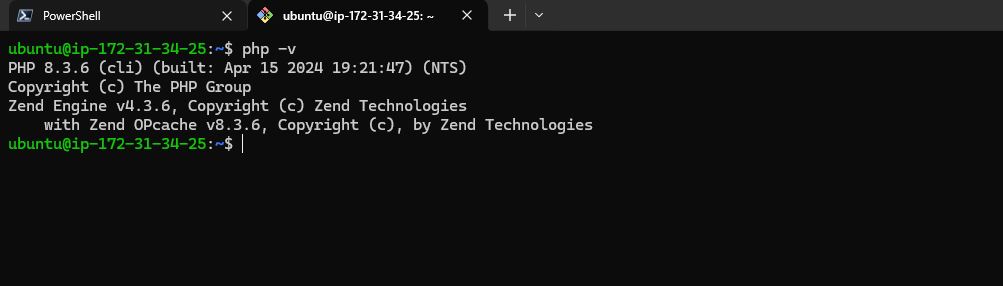 PowerShell
ubuntu@ip-172-31-34-25: ~
ubuntu@ip-172-31-34-25:~$ php -v
PHP 8.3.6 (cli) (built: Apr 15 2024 19:21:47) (NTS)
Copyright (c) The PHP Group
Zend Engine v4.3.6, Copyright (c) Zend Technologies
    with Zend OPcache v8.3.6, Copyright (c), by Zend Technologies
ubuntu@ip-172-31-34-25:~$